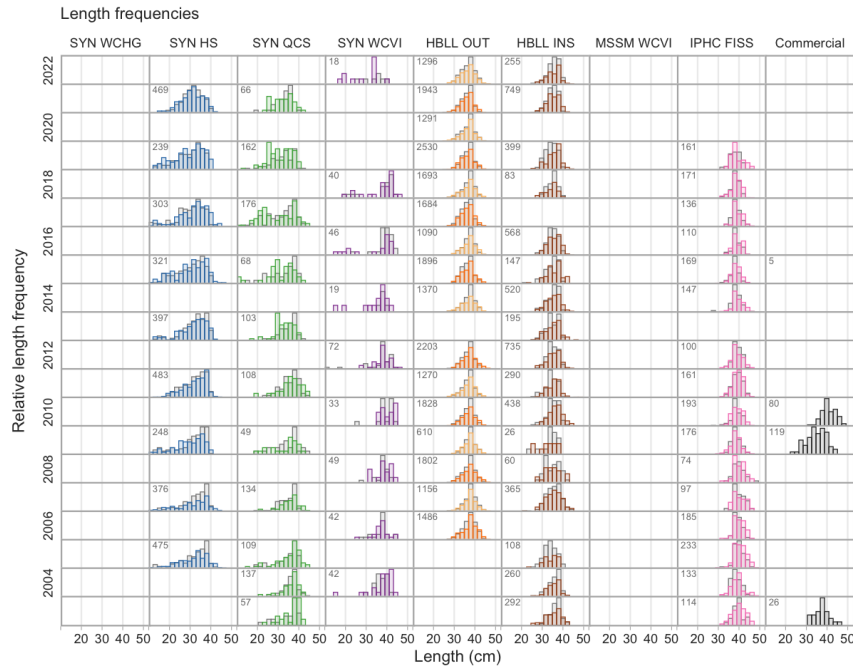 Length frequencies
SYN WCHG SYN HS SYN QCS SYN WCVI HBLL OUT HBLL INS MSSM WCVI IPHC FISS Commercial
2022 18 1296 255
469 66 1943 749
2020 1291
239 162 2530 399 161
2018 40 1693 83 171
303 176 1684 136
2016 46 1090 568 110
321 68 1896 147 169 5
2014 19 1370 520 147
397 103 195
2012 72 2203 735 100
483 108 1270 290 161
2010 33 1828 438 193 80
248 49 610 26 176 119
2008 49 1802 60 74
376 134 1156 365 97
2006 42 1486 185
475 109 108 233
2004 137 42 260 133
57 292 114 26
20 30 40 50 20 30 40 50 20 30 40 50 20 30 40 50 20 30 40 50 20 30 40 50 20 30 40 50 20 30 40 50 20 30 40 50
Length (cm)
Relative length frequency